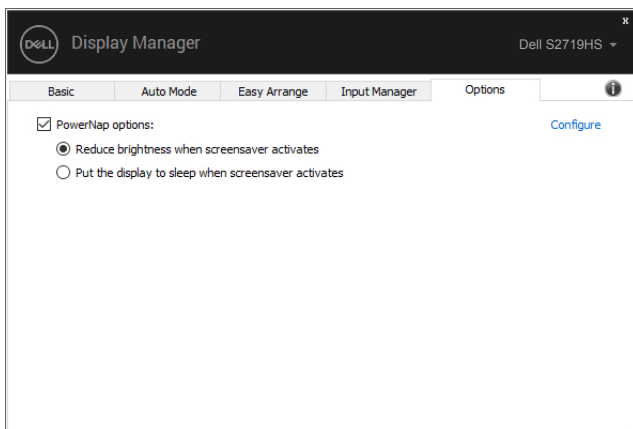 x
DELL Display Manager Dell S2719HS
Basic Auto Mode Easy Arrange Input Manager Options i
PowerNap options: Configure
Reduce brightness when screensaver activates
Put the display to sleep when screensaver activates